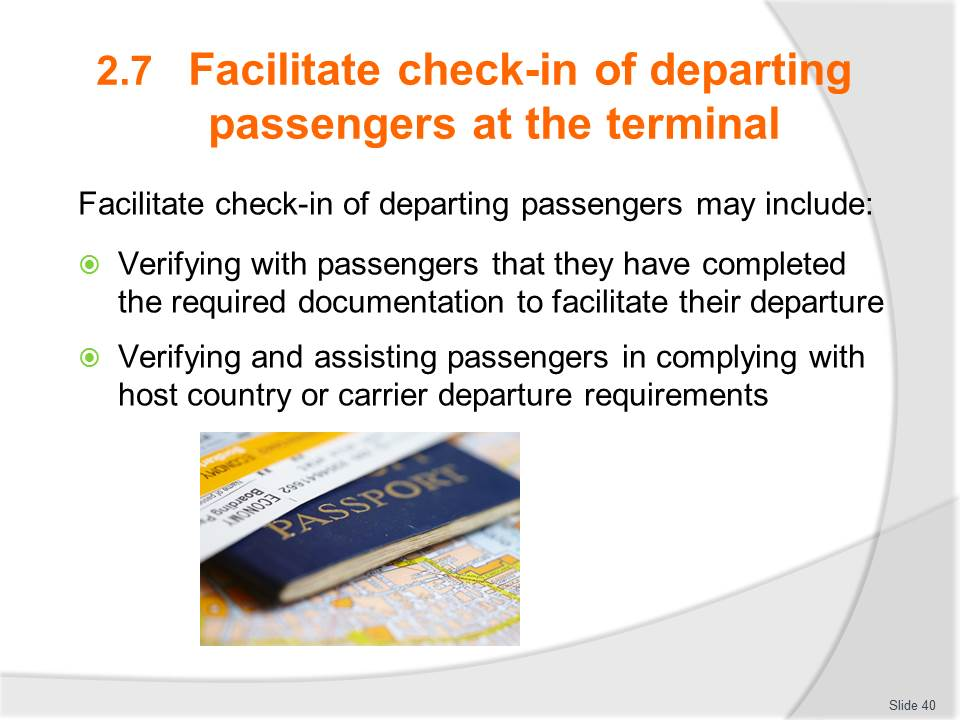 2.7 Facilitate check-in of departing
passengers at the terminal
Facilitate check-in of departing passengers may include:
Verifying with passengers that they have completed
the required documentation to facilitate their departure
Verifying and assisting passengers in complying with
host country or carrier departure requirements
ECONOMY
ECONOMY
Boarding
PASSPORT
Slide 40